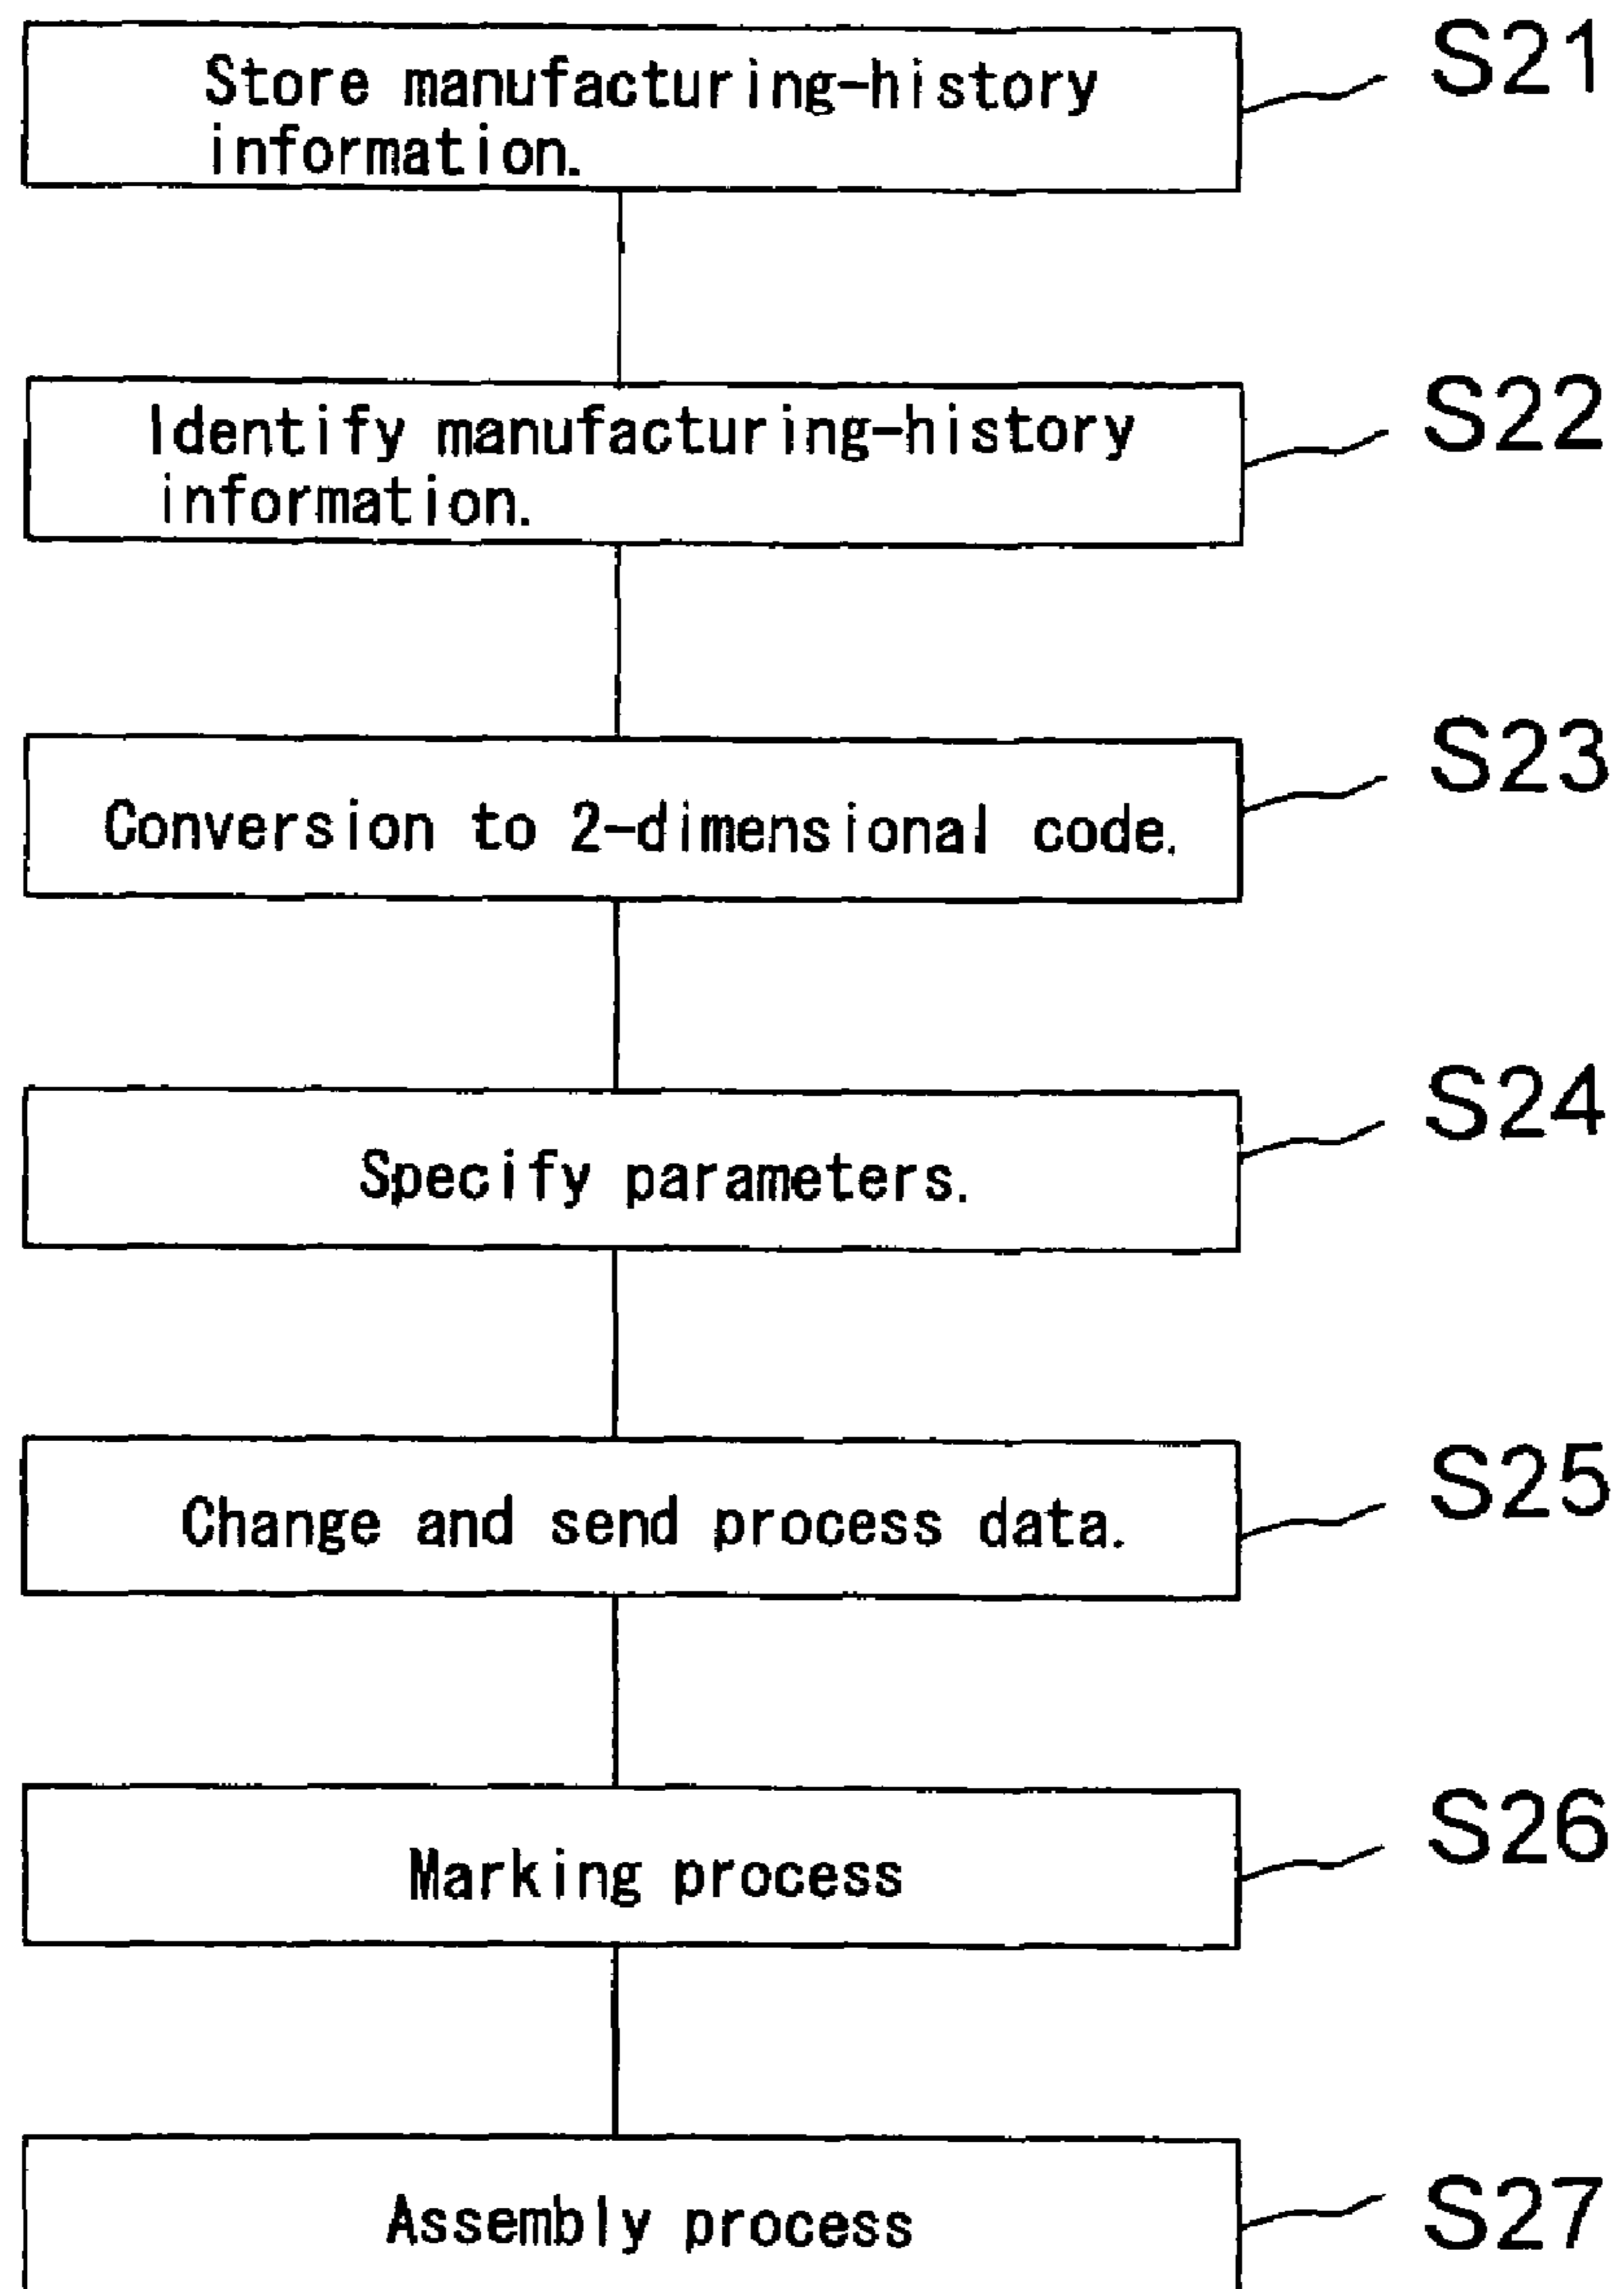 Store manufacturing-history
information.
S21
Identify manufacturing-history
information.
S22
Conversion to 2-dimensional code.
S23
Specify parameters.
S24
Change and send process data.
S25
Marking process
S26
Assembly process
S27